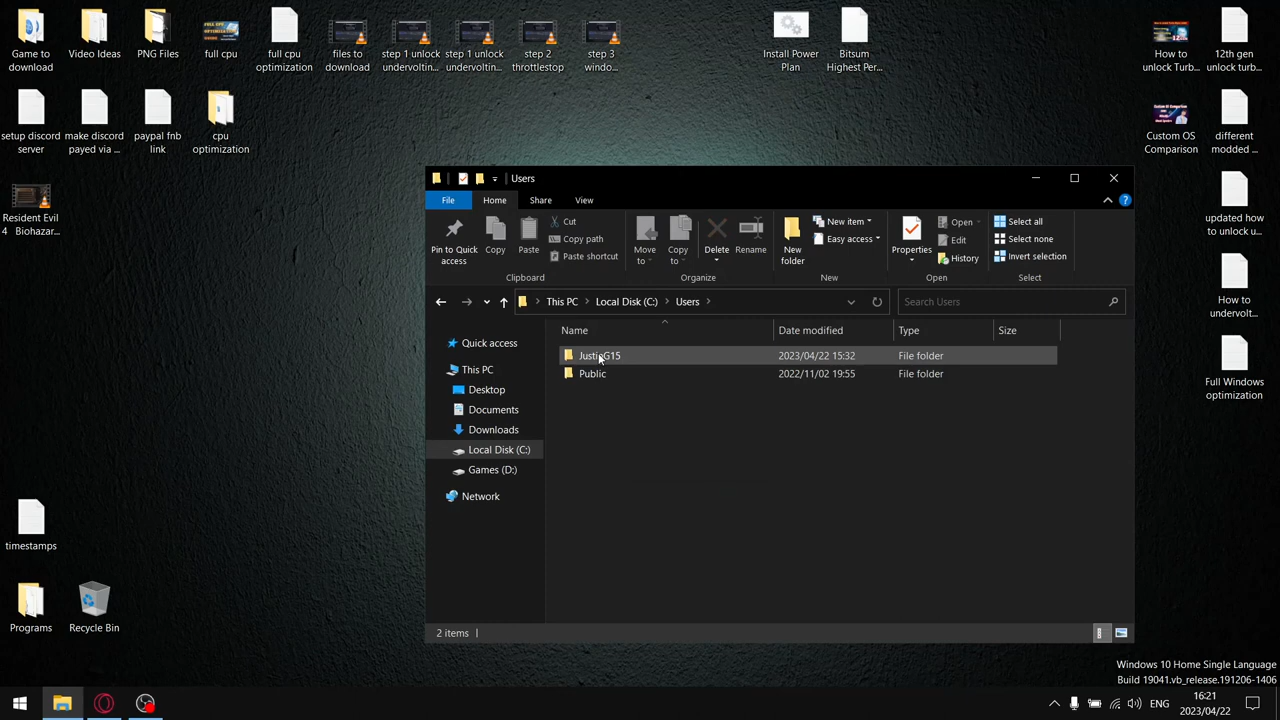 Game to
download
Video Ideas
PNG Files
full cpu
full cpu
optimization
files to
download
step 1 unlock
undervoltin...
step 1 unlock
undervoltin...
step 2
throttlestop
step 3
windo...
Install Power
Plan
Bitsum
Highest Per...
How to
unlock Turb...
12th gen
unlock turb...
setup discord
server
make discord
payed via ...
paypal fnb
link
cpu
optimization
Custom OS
Comparison
different
modded ...
Resident Evil
4 Biohazar...
updated how
to unlock u...
How to
undervolt...
Full Windows
optimization
timestamps
Programs
Recycle Bin
Users
File
Home
Share
View
Pin to Quick
access
Copy
Paste
Cut
Copy path
Paste shortcut
Clipboard
Move
to
Copy
to
Delete
Rename
Organize
New
folder
New item
Easy access
New
Properties
Open
Edit
History
Open
Select all
Select none
Invert selection
Select
This PC > Local Disk (C:) > Users >
Search Users
Quick access
This PC
Desktop
Documents
Downloads
Local Disk (C:)
Games (D:)
Network
Name Date modified Type Size
JustinG15 2023/04/22 15:32 File folder
Public 2022/11/02 19:55 File folder
2 items
Windows 10 Home Single Language
Build 19041.vb_release.191206-1406
ENG
16:21
2023/04/22